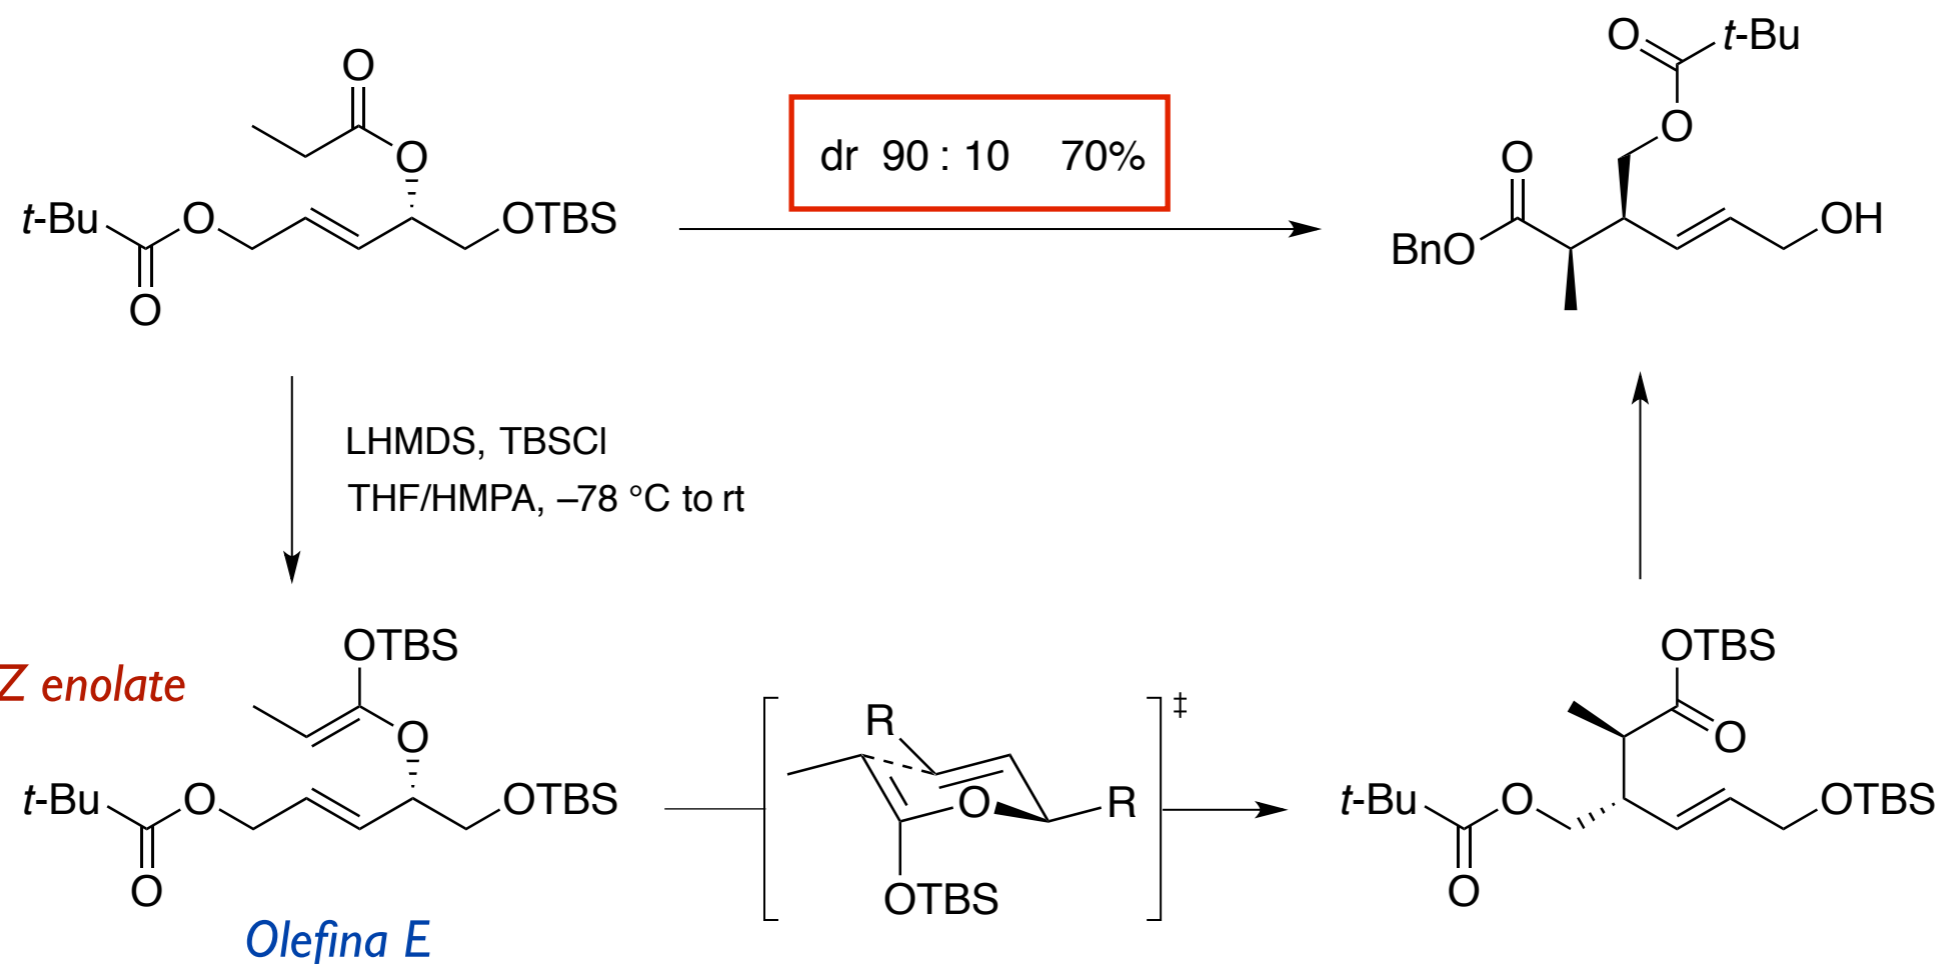 O
O
t-Bu
O
O
OTBS
dr 90 : 10 70%
O
t-Bu
O
O
BnO
OH
LHMDS, TBSCl
THF/HMPA, –78 °C to rt
Z enolate
OTBS
O
t-Bu
O
O
OTBS
Olefina E
R
O
R
OTBS
‡
OTBS
O
t-Bu
O
O
OTBS